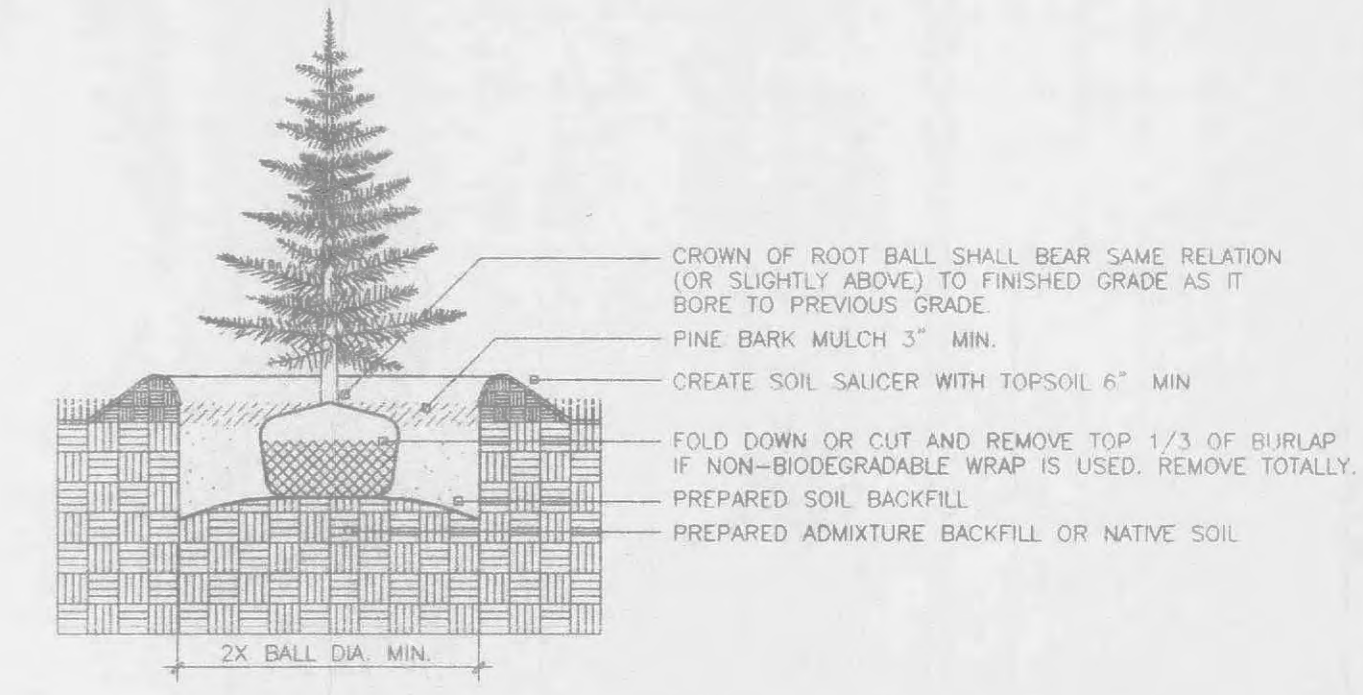 CROWN OF ROOT BALL SHALL BEAR SAME RELATION
(OR SLIGHTLY ABOVE) TO FINISHED GRADE AS IT
BORE TO PREVIOUS GRADE.
PINE BARK MULCH 3" MIN.
CREATE SOIL SAUCER WITH TOPSOIL 6" MIN
FOLD DOWN OR CUT AND REMOVE TOP 1/3 OF BURLAP
IF NON-BIODEGRADABLE WRAP IS USED. REMOVE TOTALLY.
PREPARED SOIL BACKFILL
PREPARED ADMIXTURE BACKFILL OR NATIVE SOIL
2X BALL DIA. MIN.